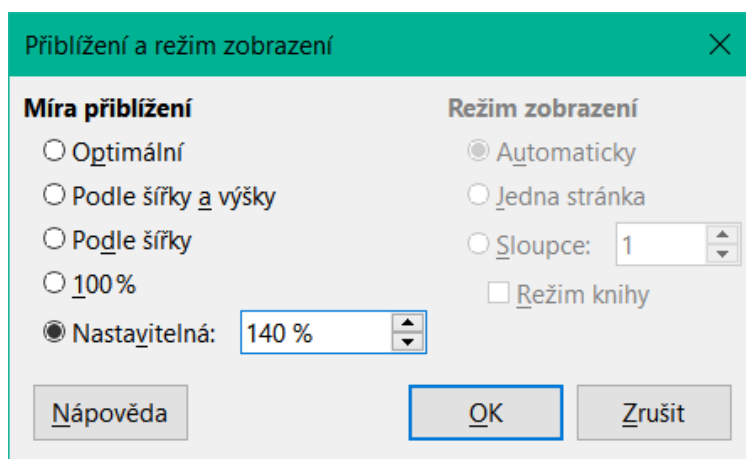 Přiblížení a režim zobrazení
Míra přiblížení
Optimální
Podle šířky a výšky
Podle šířky
100 %
Nastavitelná: 140 %
Režim zobrazení
Automaticky
Jedna stránka
Sloupce: 1
Režim knihy
Nápověda
OK
Zrušit